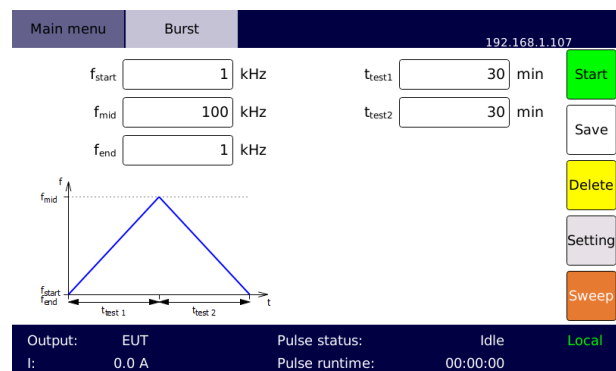 Main menu Burst
192.168.1.107
fstart 1 kHz ttest1 30 min Start
fmid 100 kHz ttest2 30 min
Save
fend 1 kHz
Delete
f
fmid
Setting
fstart
fend
t
ttest 1 ttest 2
Sweep
Output: EUT Pulse status: Idle Local
I: 0.0 A Pulse runtime: 00:00:00